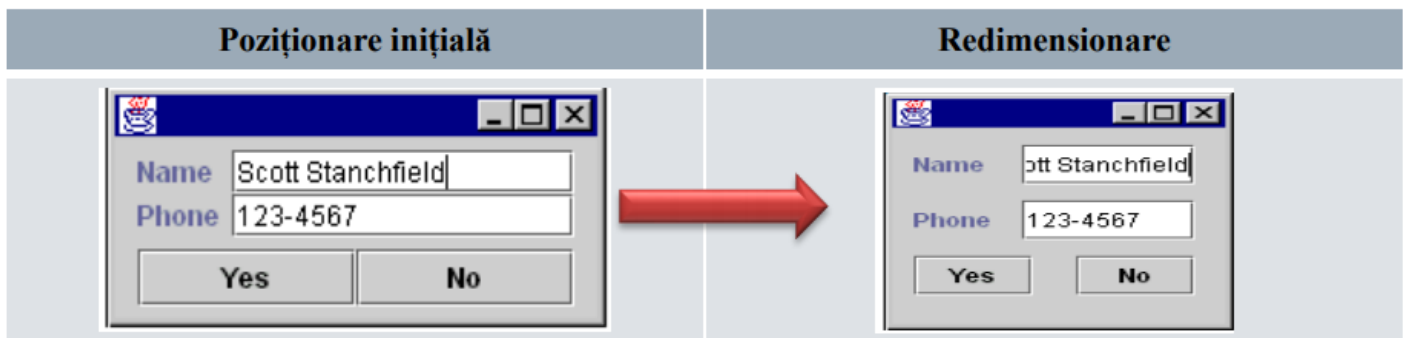 Poziționare inițială
Redimensionare
Name Scott Stanchfield
Phone 123-4567
Yes No
Name ott Stanchfield
Phone 123-4567
Yes No